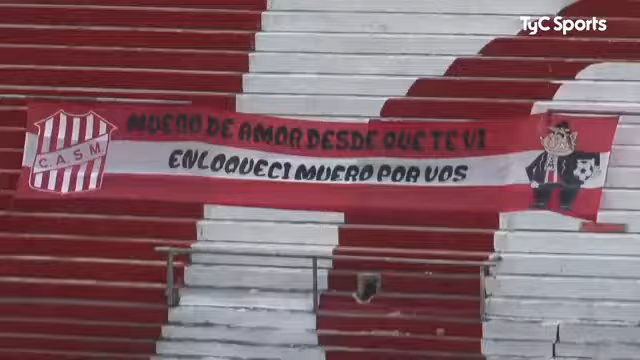 TyC Sports
MUERO DE AMOR DESDE QUE TE VI
C.A.S.M.
ENLOQUECI MUERO POR VOS